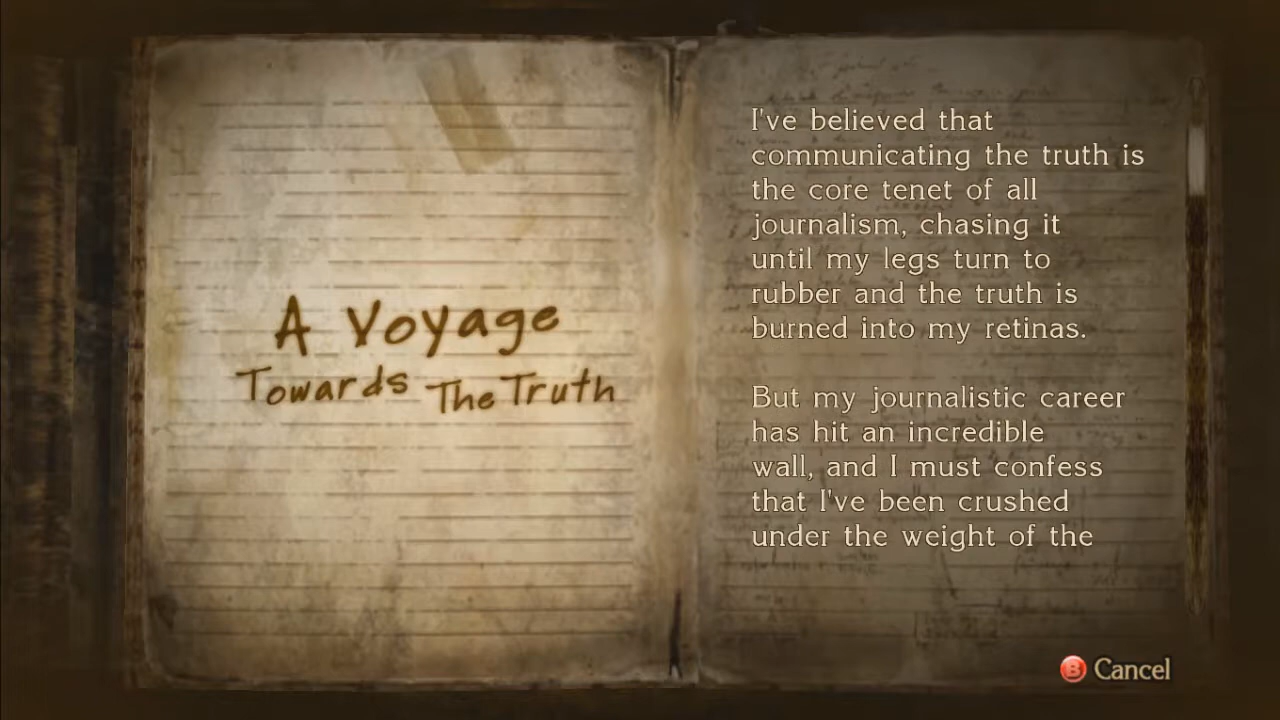 A Voyage
Towards The Truth
I've believed that
communicating the truth is
the core tenet of all
journalism, chasing it
until my legs turn to
rubber and the truth is
burned into my retinas.
But my journalistic career
has hit an incredible
wall, and I must confess
that I've been crushed
under the weight of the
B Cancel